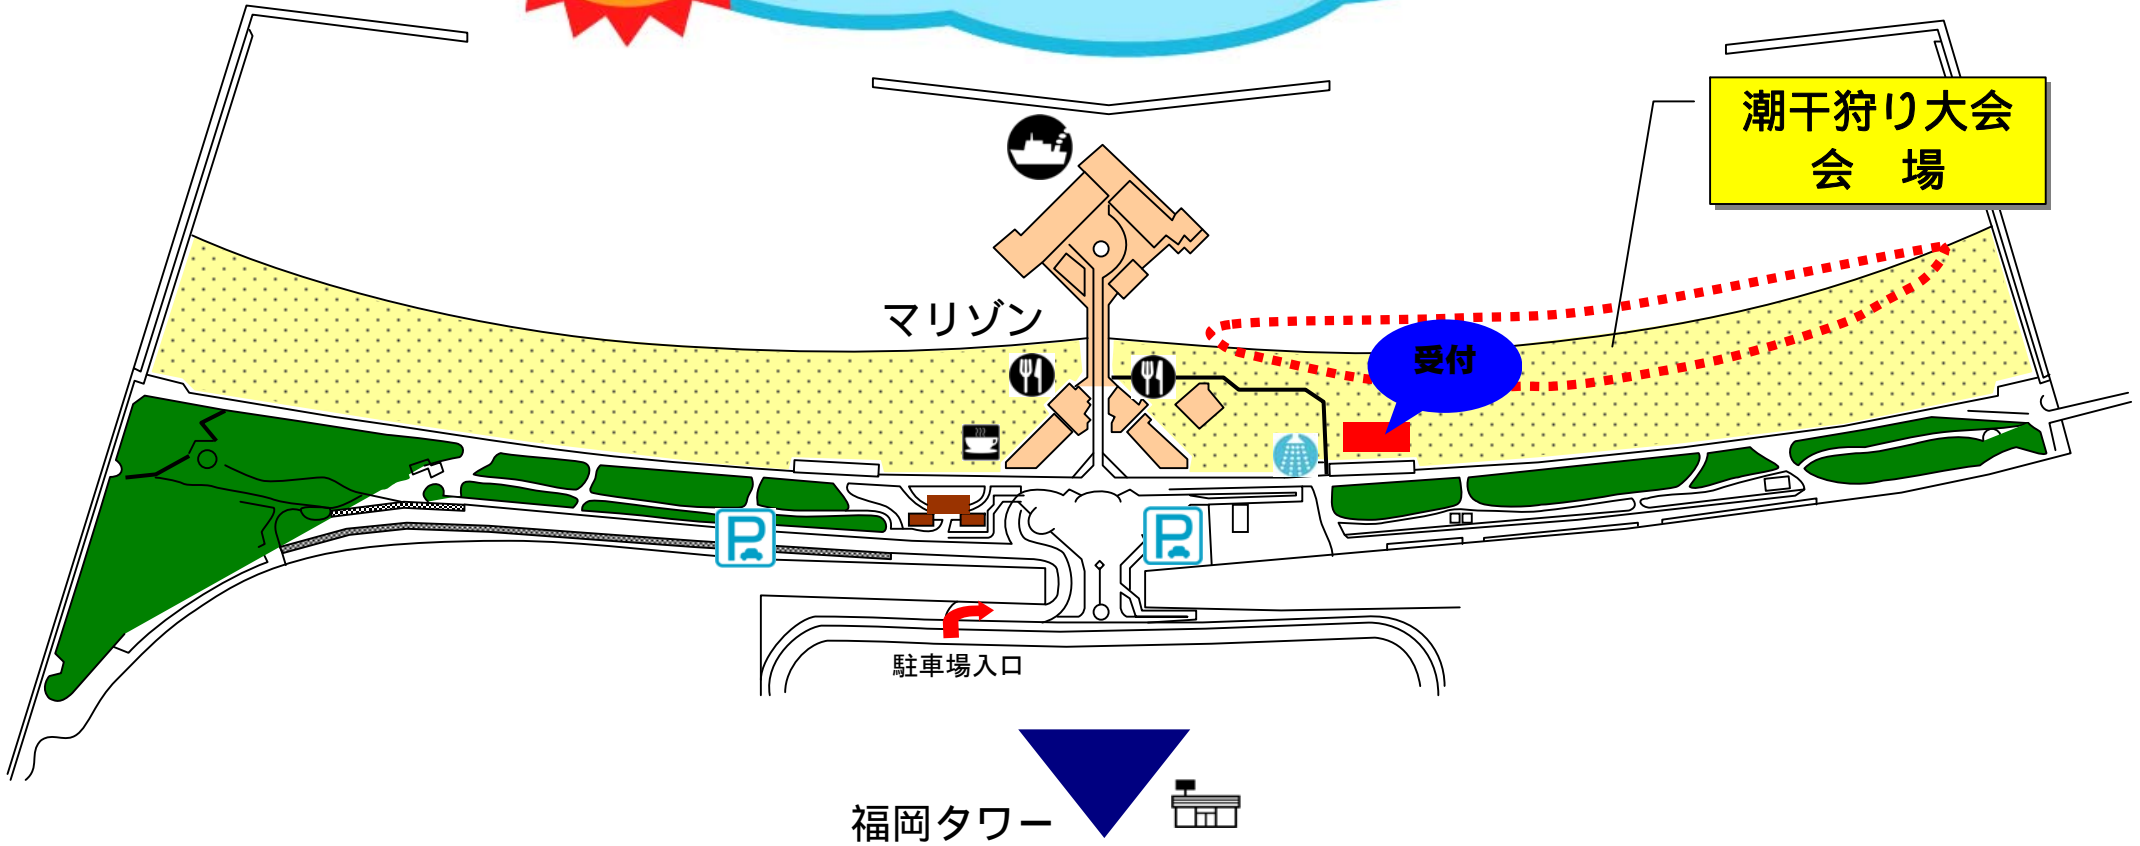 潮干狩り大会
会　場
マリゾン
受付
P
P
駐車場入口
福岡タワー